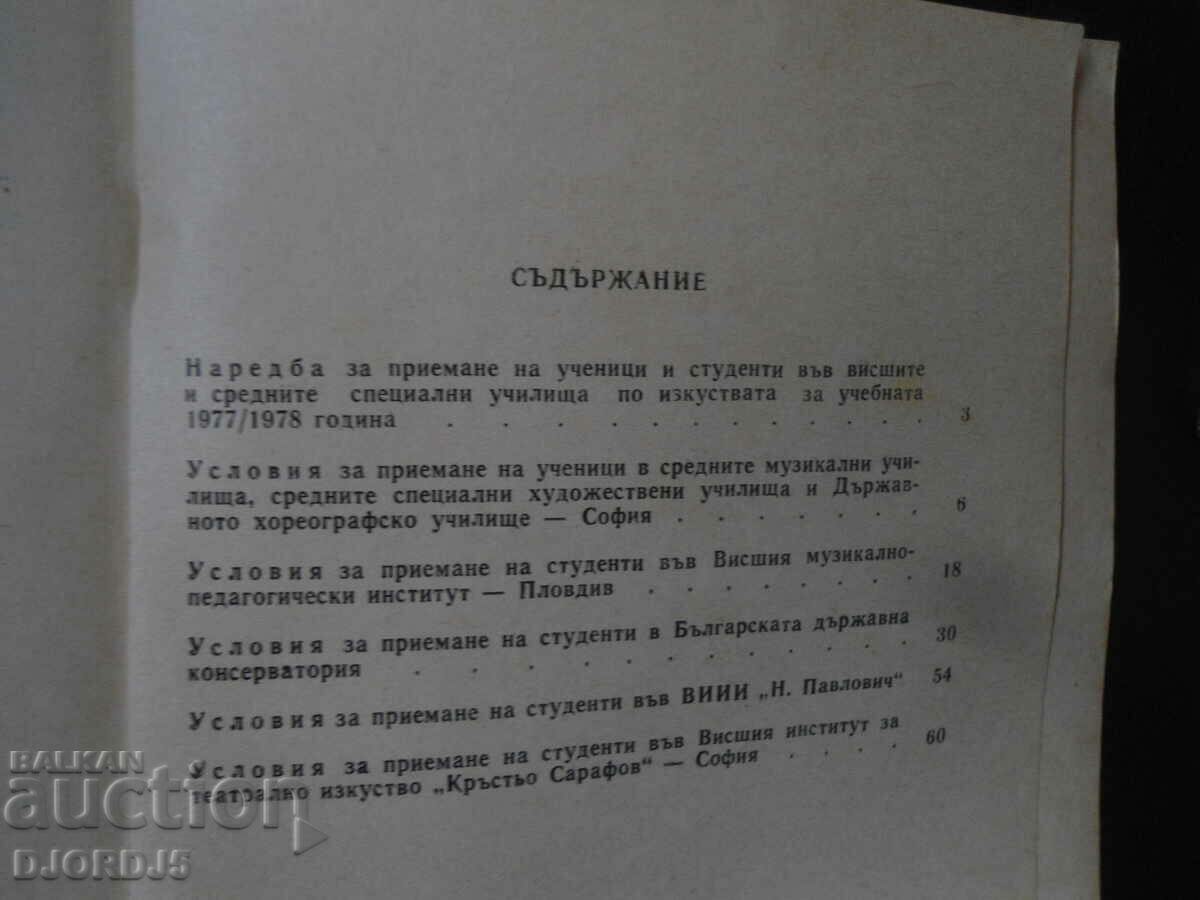 СЪДЪРЖАНИЕ
Наредба за приемане на ученици и студенти във висшите
и средните специални училища по изкуствата за учебната
1977/1978 година . . . . . . . . . . . 3
Условия за приемане на ученици в средните музикални учи-
лища, средните специални художествени училища и Държав-
ното хореографско училище — София . . . . . . . 6
Условия за приемане на студенти във Висшия музикално-
педагогически институт — Пловдив . . . . . . . 18
Условия за приемане на студенти в Българската държавна
консерватория . . . . . . . . . . 30
Условия за приемане на студенти във ВИИИ „Н. Павлович“ 54
Условия за приемане на студенти във Висшия институт за
театралко изкуство „Кръстьо Сарафов“ — София . . . . 60
BALKAN
auction
DJORDJ5